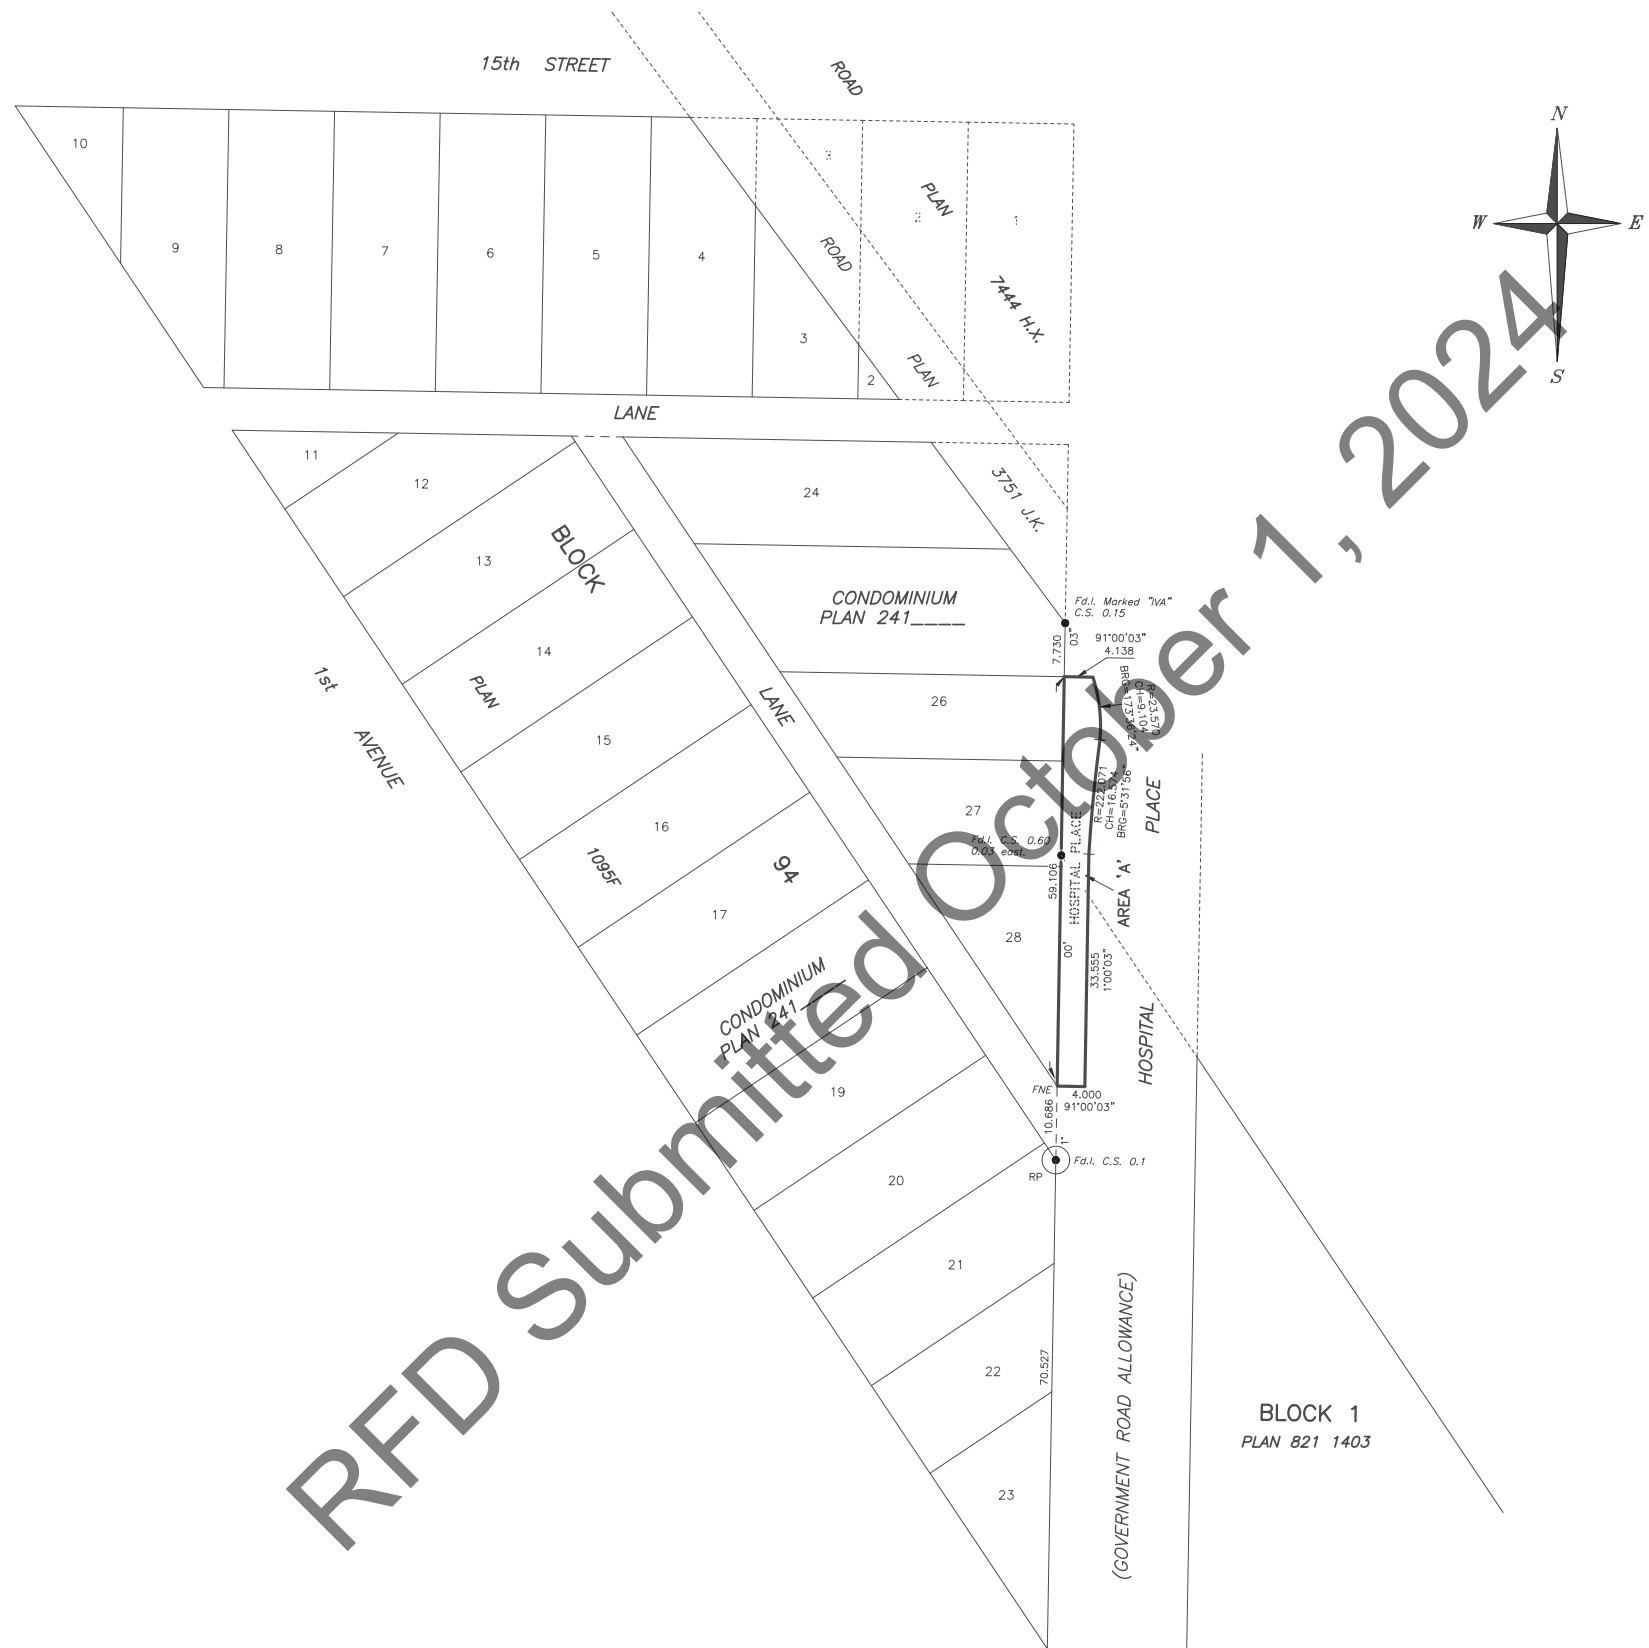 15th STREET
ROAD
N
W
E
S
10
9
8
7
6
5
4
3
3
2
2
1
ROAD
PLAN
PLAN
7444 H.X.
LANE
11
12
13
14
15
16
17
19
20
21
22
23
24
26
27
28
3751 J.K.
BLOCK
94
PLAN
1095F
1st AVENUE
LANE
CONDOMINIUM
PLAN 241____
CONDOMINIUM
PLAN 241____
Fd.I. Marked "IVA"
C.S. 0.15
7.730
03"
91°00'03"
4.138
R=23.570
CH=9.104
BRG=173°36'24"
R=222.071
CH=16.574
BRG=5°31'56"
Fd.I. C.S. 0.60
0.03 east.
59.106
00'
HOSPITAL PLACE
AREA 'A'
33.555
1°00'03"
HOSPITAL PLACE
FNE
4.000
91°00'03"
10.686
1°
Fd.I. C.S. 0.1
RP
70.527
(GOVERNMENT ROAD ALLOWANCE)
BLOCK 1
PLAN 821 1403
RFD Submitted October 1, 2024